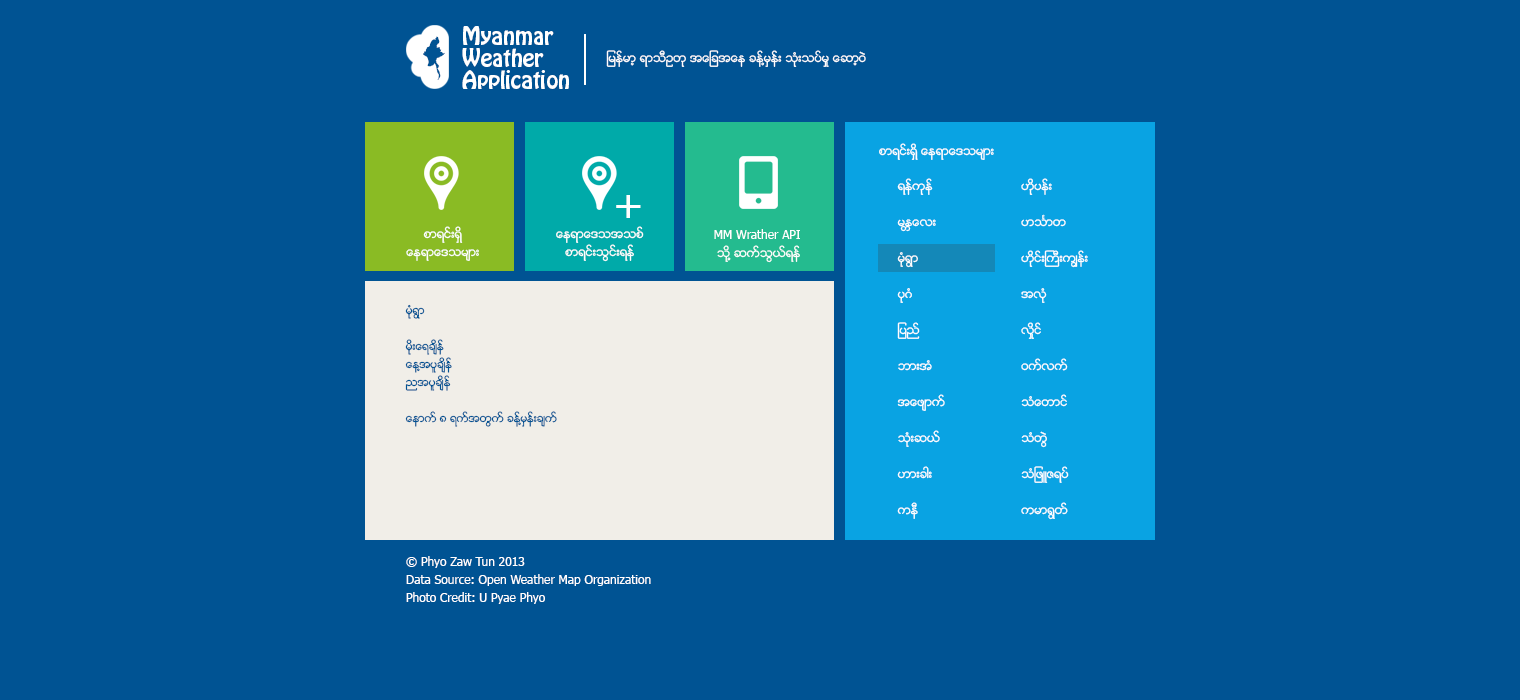 Myanmar
Weather
Application
မြန်မာ့ ရာသီဥတု အခြေအနေ ခန့်မှန်း သုံးသပ်မှု ဆော့ဝဲ
စာရင်းရှိ
နေရာဒေသများ
နေရာဒေသအသစ်
စာရင်းသွင်းရန်
MM Wrather API
သို့ ဆက်သွယ်ရန်
မုံရွာ
မိုးရေချိန်
နေ့အပူချိန်
ညအပူချိန်
နောက် ၈ ရက်အတွက် ခန့်မှန်းချက်
စာရင်းရှိ နေရာဒေသများ
ရန်ကုန်
ဟိုပန်း
မန္တလေး
ဟင်္သာတ
မုံရွာ
ဟိုင်းကြီးကျွန်း
ပုဂံ
အလုံ
ပြည်
လှိုင်
ဘားအံ
ဝက်လက်
အဖျောက်
သံတောင်
သုံးဆယ်
သံတွဲ
ဟားခါး
သံဖြူဇရပ်
ကနီ
ကမာရွတ်
© Phyo Zaw Tun 2013
Data Source: Open Weather Map Organization
Photo Credit: U Pyae Phyo